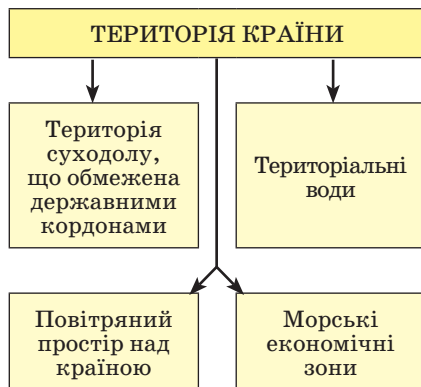 ТЕРИТОРІЯ КРАЇНИ
Територія
суходолу,
що обмежена
державними
кордонами
Територіальні
води
Повітряний
простір над
країною
Морські
економічні
зони